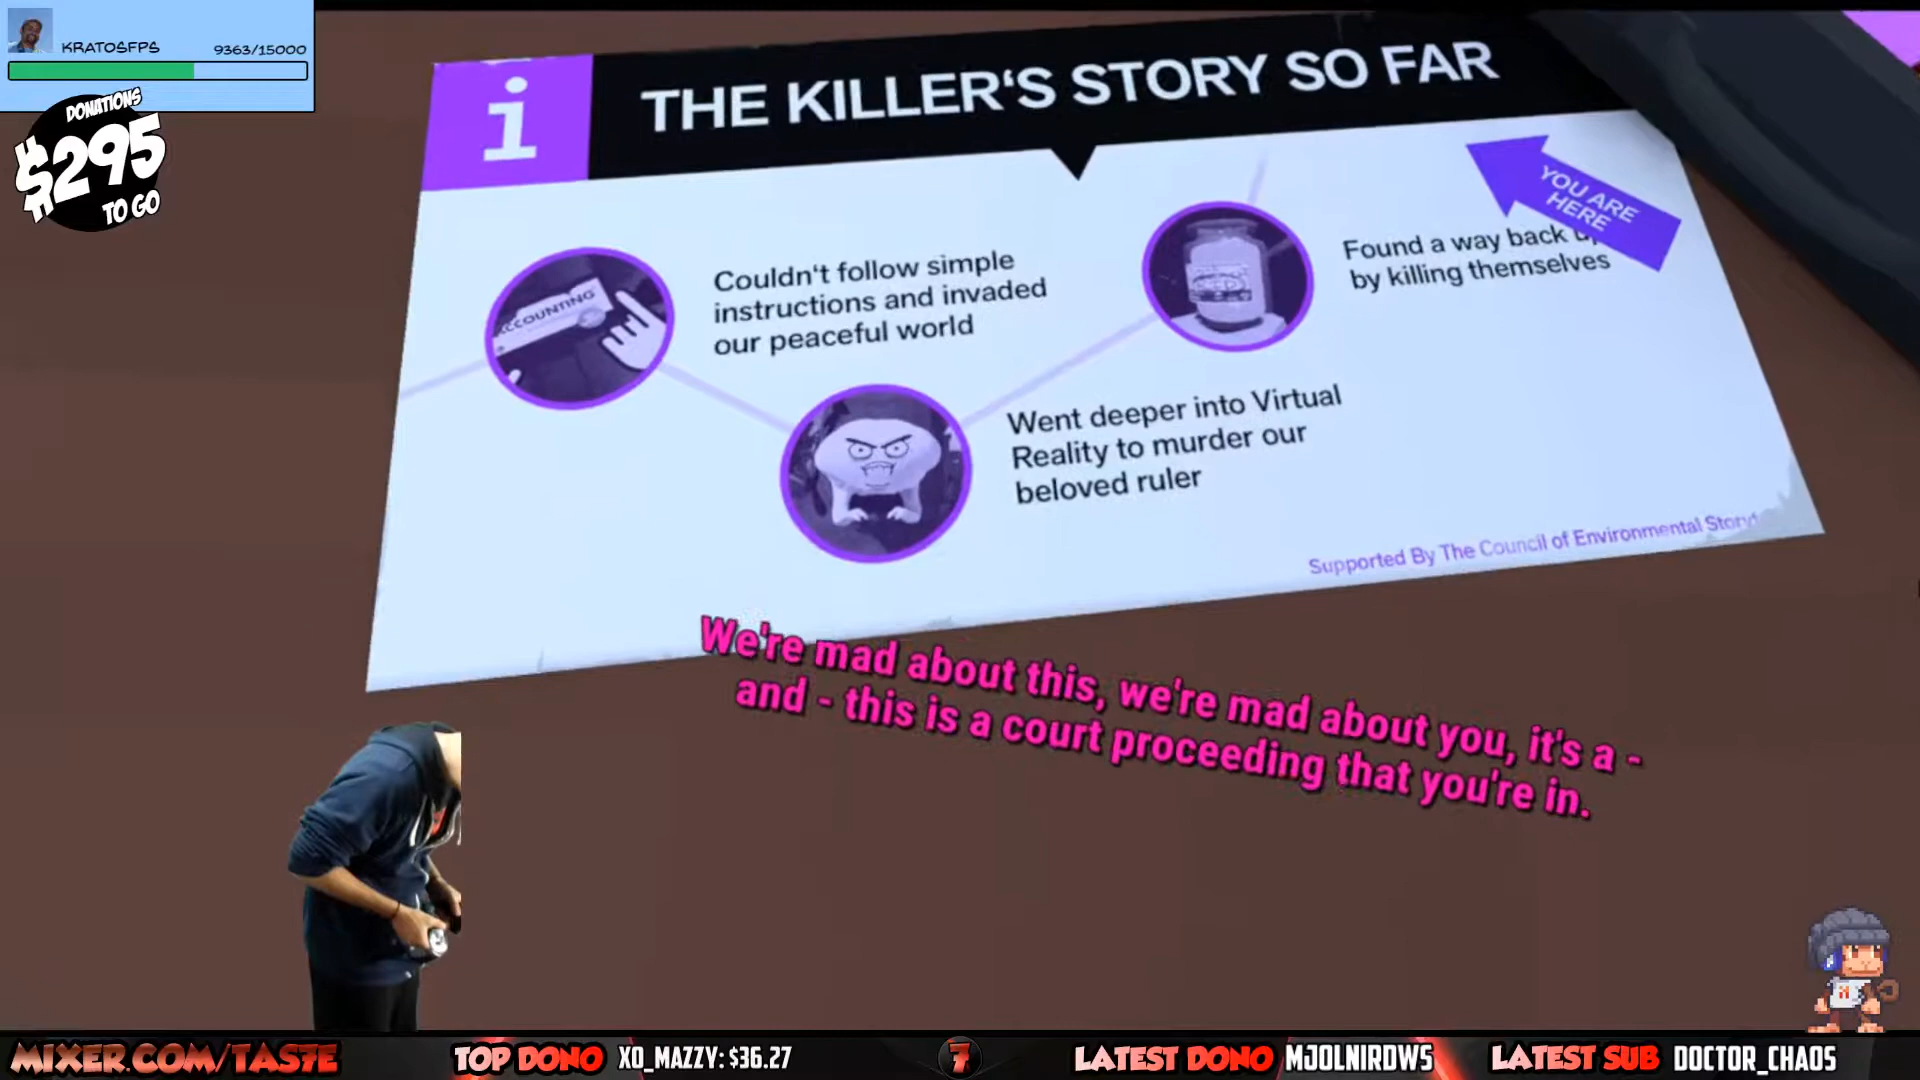 KRATOSFPS 9363/15000
DONATIONS
$295
TO GO
i
THE KILLER'S STORY SO FAR
YOU ARE
HERE
ACCOUNTING
Couldn't follow simple
instructions and invaded
our peaceful world
Found a way back
by killing themselves
Went deeper into Virtual
Reality to murder our
beloved ruler
Supported By The Council of Environmental
We're mad about this, we're mad about you, it's a -
and - this is a court proceeding that you're in.
MIXER.COM/TAS7E
TOP DONO XO_MAZZY: $36.27
7
LATEST DONO MJOLNIRDWS
LATEST SUB DOCTOR_CHAOS